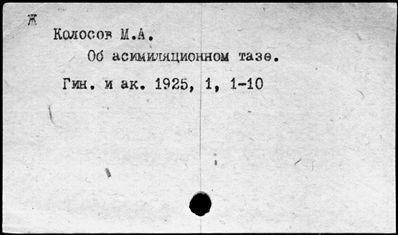 Ж
Колосов М.А.
Об асимиляционном тазе.
Гин. и ак. 1925, 1, 1-10